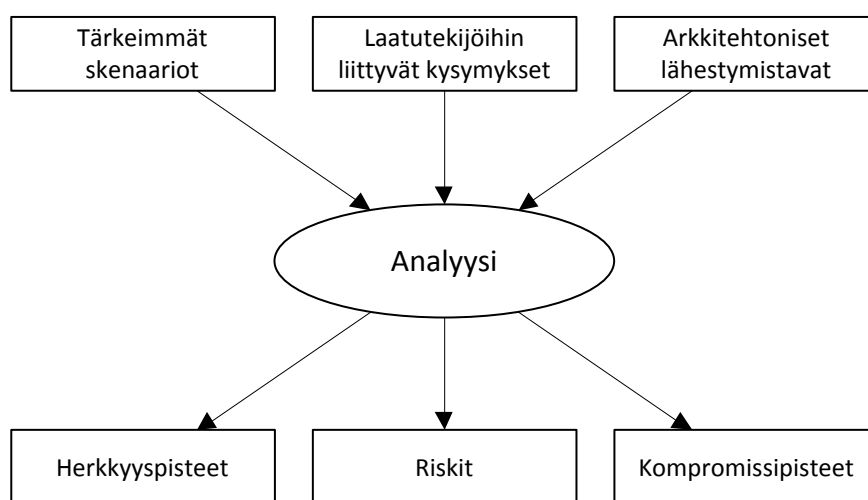 Tärkeimmät
skenaariot
Laatutekijöihin
liittyvät kysymykset
Arkkitehtoniset
lähestymistavat
Analyysi
Herkkyyspisteet
Riskit
Kompromissipisteet